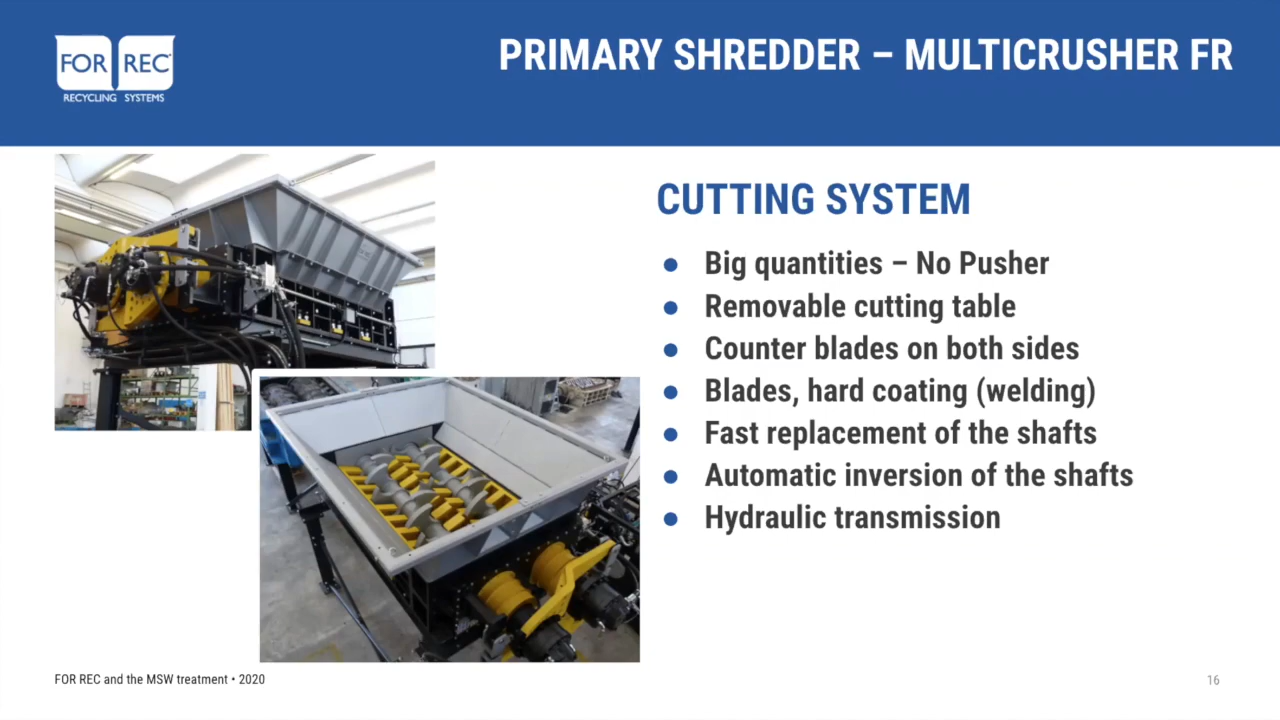 FOR REC
RECYCLING SYSTEMS
PRIMARY SHREDDER – MULTICRUSHER FR
CUTTING SYSTEM
● Big quantities – No Pusher
● Removable cutting table
● Counter blades on both sides
● Blades, hard coating (welding)
● Fast replacement of the shafts
● Automatic inversion of the shafts
● Hydraulic transmission
FOR REC and the MSW treatment • 2020
16